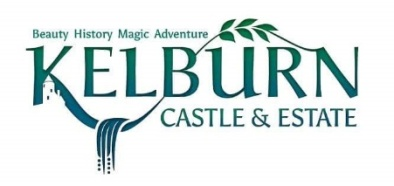 Beauty History Magic Adventure
KELBURN
CASTLE & ESTATE